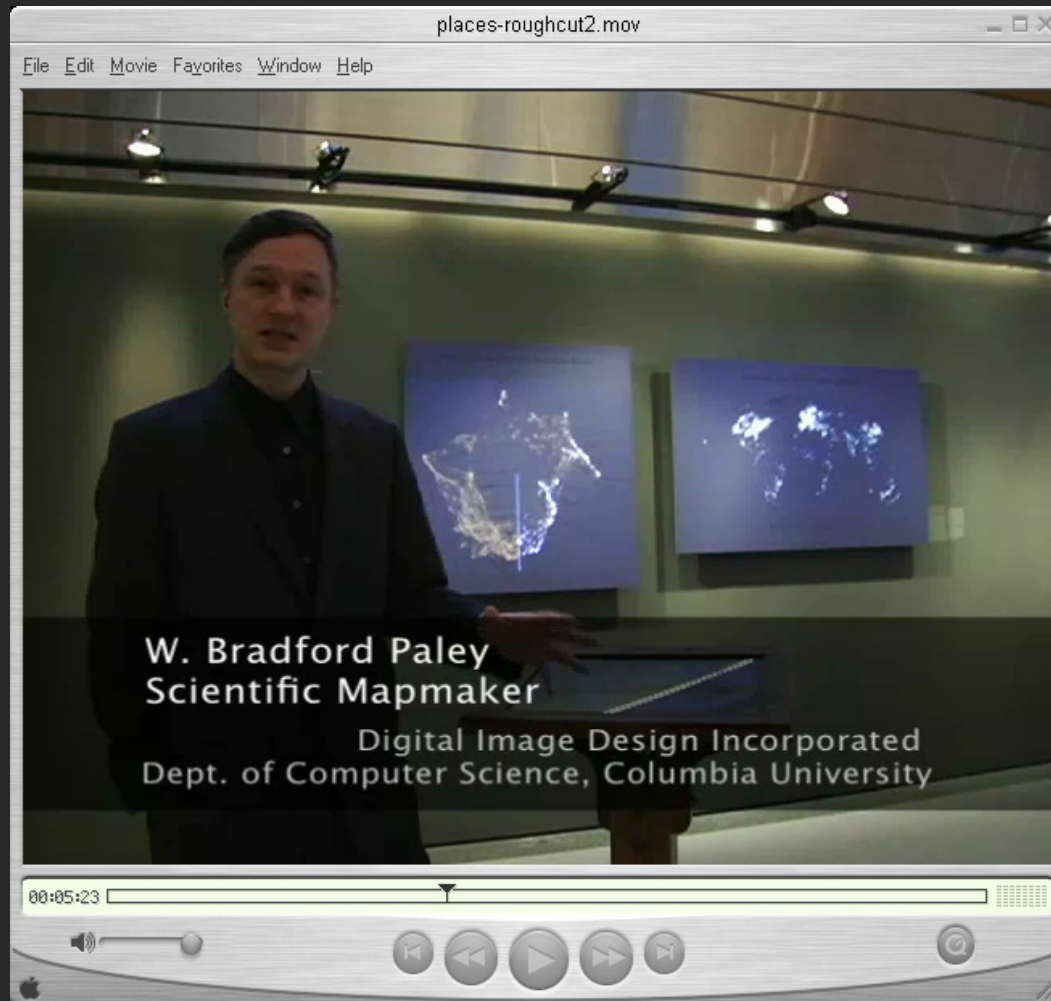 places-roughcut2.mov
File Edit Movie Favorites Window Help
W. Bradford Paley
Scientific Mapmaker
Digital Image Design Incorporated
Dept. of Computer Science, Columbia University
00:05:23